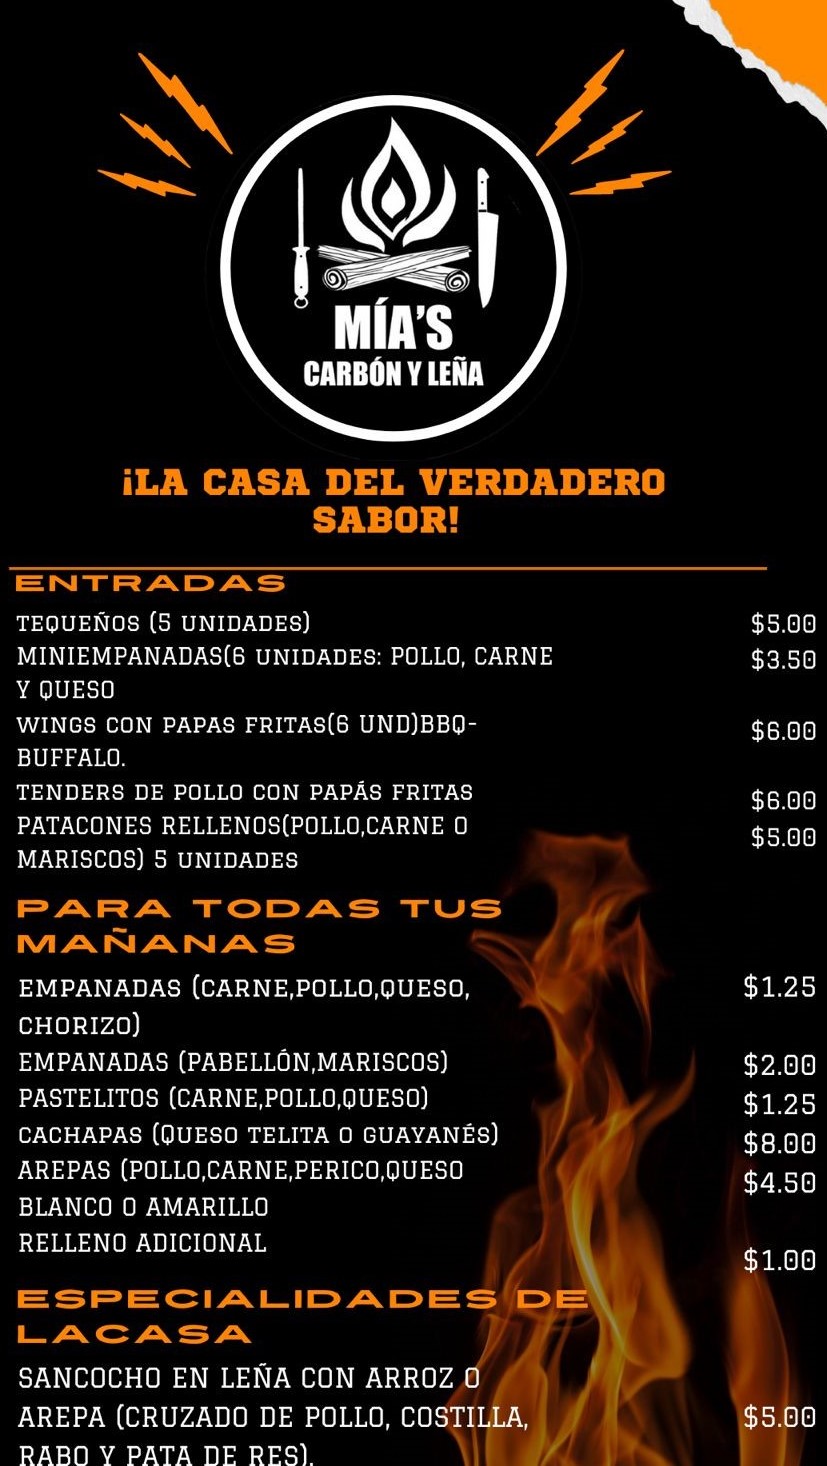 MÍA'S
CARBÓN Y LEÑA
¡LA CASA DEL VERDADERO
SABOR!
ENTRADAS
TEQUEÑOS (5 UNIDADES) $5.00
MINIEMPANADAS(6 UNIDADES: POLLO, CARNE $3.50
Y QUESO
WINGS CON PAPAS FRITAS(6 UND)BBQ- $6.00
BUFFALO.
TENDERS DE POLLO CON PAPÁS FRITAS $6.00
PATACONES RELLENOS(POLLO,CARNE O $5.00
MARISCOS) 5 UNIDADES
PARA TODAS TUS
MAÑANAS
EMPANADAS (CARNE,POLLO,QUESO, $1.25
CHORIZO)
EMPANADAS (PABELLÓN,MARISCOS) $2.00
PASTELITOS (CARNE,POLLO,QUESO) $1.25
CACHAPAS (QUESO TELITA O GUAYANÉS) $8.00
AREPAS (POLLO,CARNE,PERICO,QUESO $4.50
BLANCO O AMARILLO
RELLENO ADICIONAL $1.00
ESPECIALIDADES DE
LACASA
SANCOCHO EN LEÑA CON ARROZ O
AREPA (CRUZADO DE POLLO, COSTILLA, $5.00
RABO Y PATA DE RES).